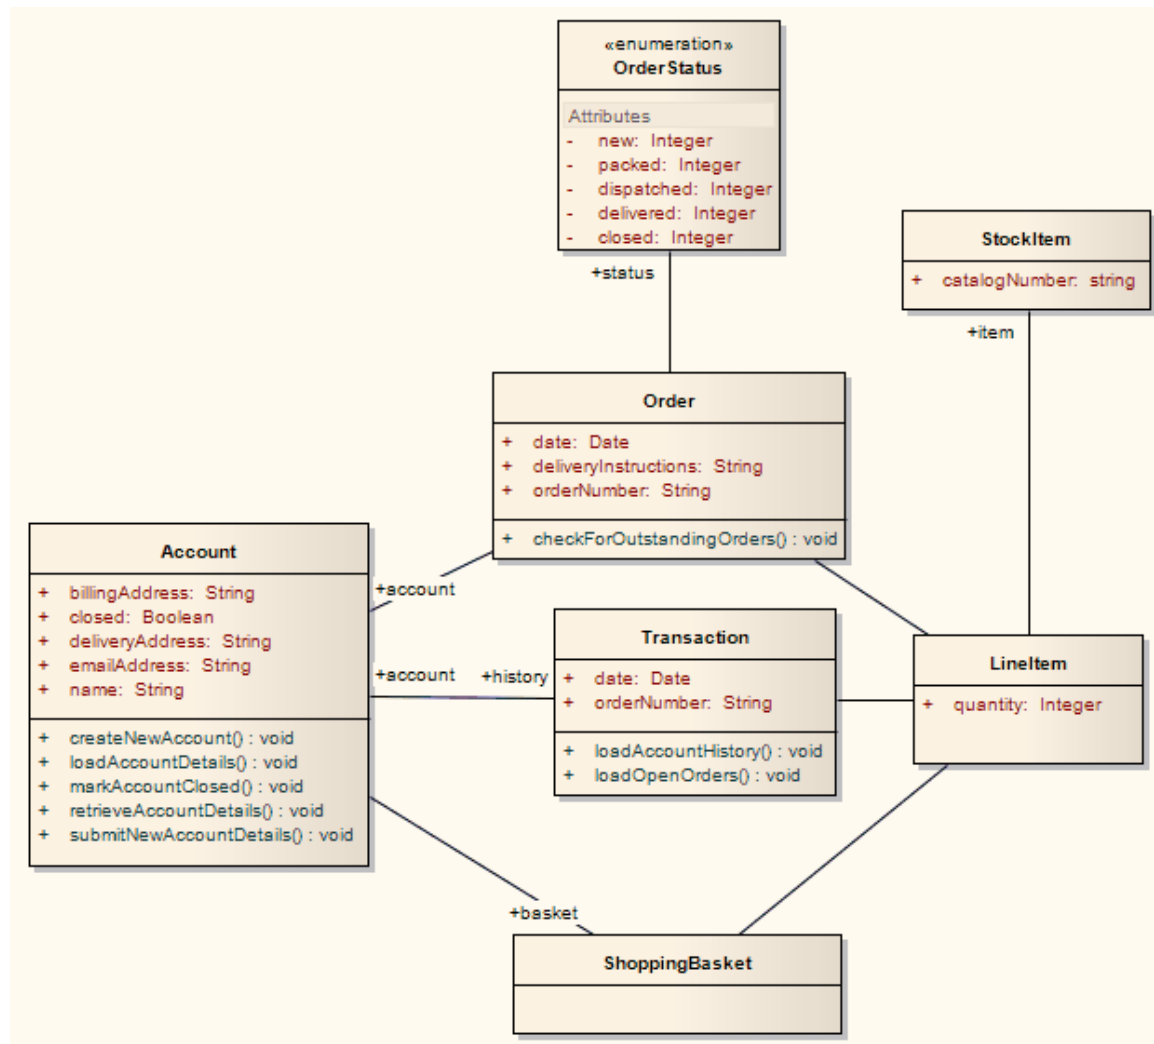 «enumeration»
OrderStatus
Attributes
- new: Integer
- packed: Integer
- dispatched: Integer
- delivered: Integer
- closed: Integer
+status
StockItem
+ catalogNumber: string
+item
Order
+ date: Date
+ deliveryInstructions: String
+ orderNumber: String
+ checkForOutstandingOrders() : void
Account
+ billingAddress: String
+ closed: Boolean
+ deliveryAddress: String
+ emailAddress: String
+ name: String
+ createNewAccount() : void
+ loadAccountDetails() : void
+ markAccountClosed() : void
+ retrieveAccountDetails() : void
+ submitNewAccountDetails() : void
+account
+account
+history
Transaction
+ date: Date
+ orderNumber: String
+ loadAccountHistory() : void
+ loadOpenOrders() : void
LineItem
+ quantity: Integer
+basket
ShoppingBasket